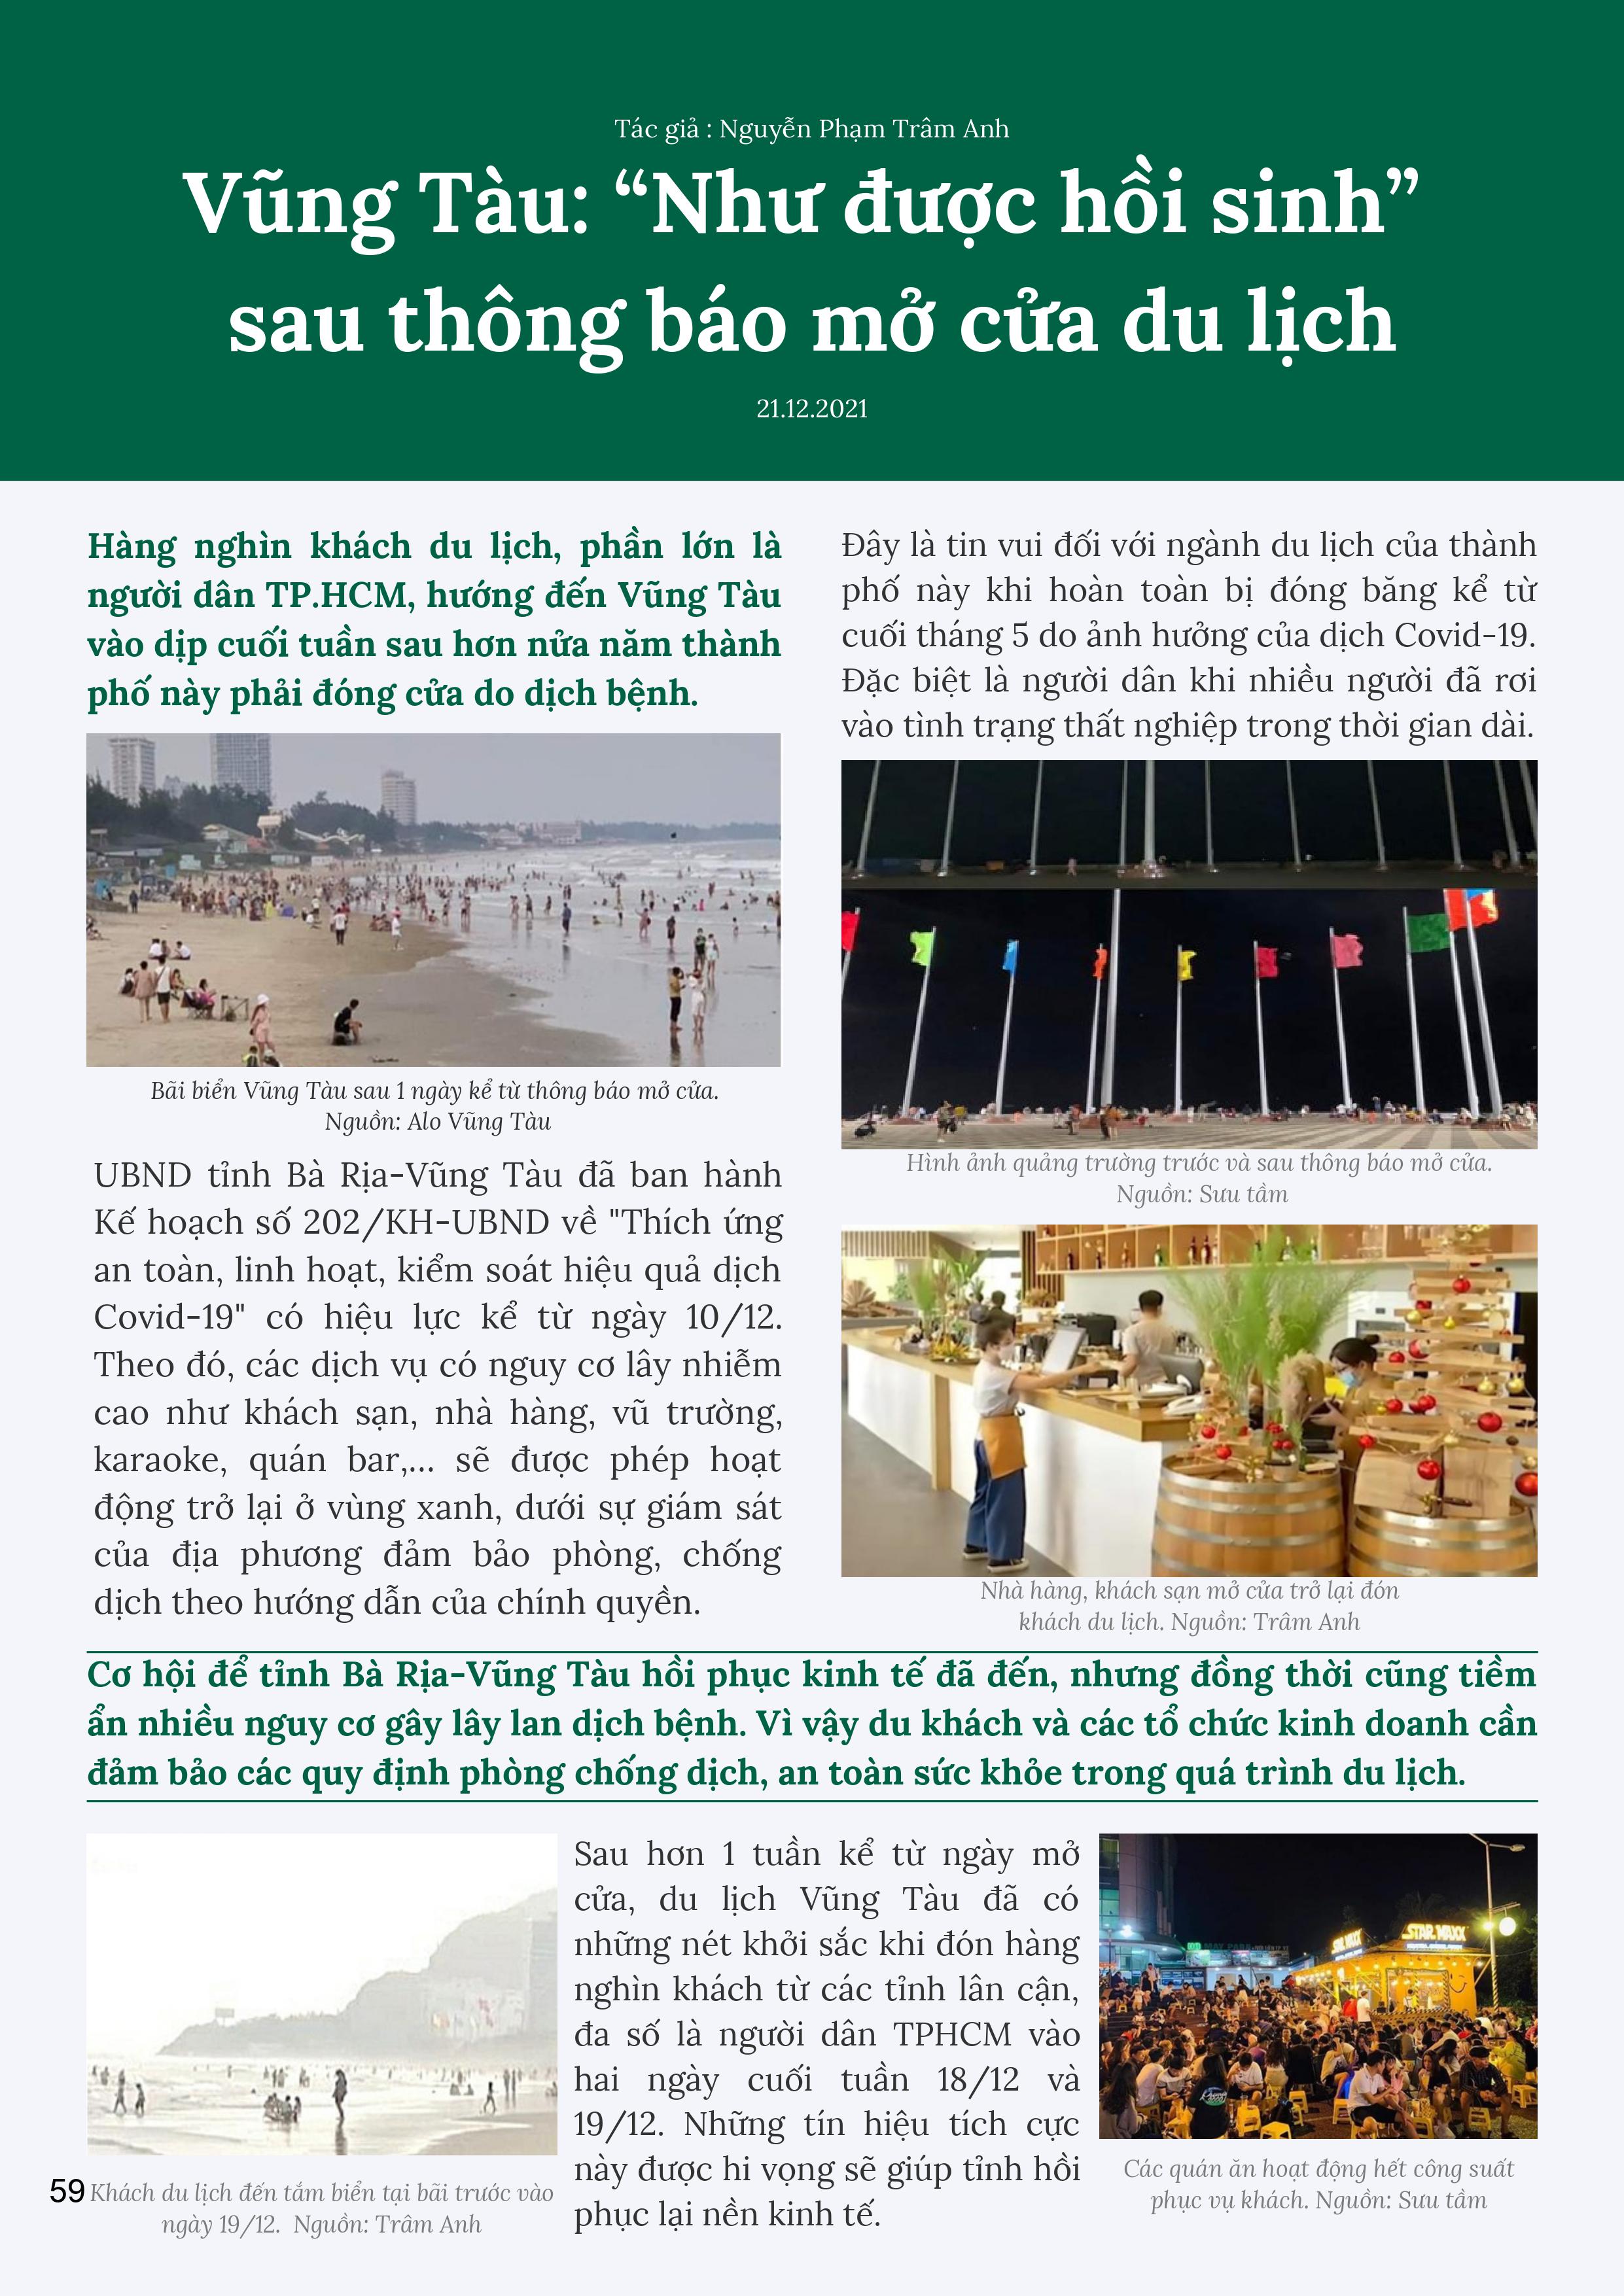 Tác giả : Nguyễn Phạm Trâm Anh
Vũng Tàu: “Như được hồi sinh”
sau thông báo mở cửa du lịch
21.12.2021
Hàng nghìn khách du lịch, phần lớn là
người dân TP.HCM, hướng đến Vũng Tàu
vào dịp cuối tuần sau hơn nửa năm thành
phố này phải đóng cửa do dịch bệnh.
Bãi biển Vũng Tàu sau 1 ngày kể từ thông báo mở cửa.
Nguồn: Alo Vũng Tàu
UBND tỉnh Bà Rịa-Vũng Tàu đã ban hành
Kế hoạch số 202/KH-UBND về "Thích ứng
an toàn, linh hoạt, kiểm soát hiệu quả dịch
Covid-19" có hiệu lực kể từ ngày 10/12.
Theo đó, các dịch vụ có nguy cơ lây nhiễm
cao như khách sạn, nhà hàng, vũ trường,
karaoke, quán bar,... sẽ được phép hoạt
động trở lại ở vùng xanh, dưới sự giám sát
của địa phương đảm bảo phòng, chống
dịch theo hướng dẫn của chính quyền.
Đây là tin vui đối với ngành du lịch của thành
phố này khi hoàn toàn bị đóng băng kể từ
cuối tháng 5 do ảnh hưởng của dịch Covid-19.
Đặc biệt là người dân khi nhiều người đã rơi
vào tình trạng thất nghiệp trong thời gian dài.
Hình ảnh quảng trường trước và sau thông báo mở cửa.
Nguồn: Sưu tầm
Nhà hàng, khách sạn mở cửa trở lại đón
khách du lịch. Nguồn: Trâm Anh
Cơ hội để tỉnh Bà Rịa-Vũng Tàu hồi phục kinh tế đã đến, nhưng đồng thời cũng tiềm
ẩn nhiều nguy cơ gây lây lan dịch bệnh. Vì vậy du khách và các tổ chức kinh doanh cần
đảm bảo các quy định phòng chống dịch, an toàn sức khỏe trong quá trình du lịch.
Khách du lịch đến tắm biển tại bãi trước vào
ngày 19/12. Nguồn: Trâm Anh
Sau hơn 1 tuần kể từ ngày mở
cửa, du lịch Vũng Tàu đã có
những nét khởi sắc khi đón hàng
nghìn khách từ các tỉnh lân cận,
đa số là người dân TPHCM vào
hai ngày cuối tuần 18/12 và
19/12. Những tín hiệu tích cực
này được hi vọng sẽ giúp tỉnh hồi
phục lại nền kinh tế.
STAR WAXX
Các quán ăn hoạt động hết công suất
phục vụ khách. Nguồn: Sưu tầm
59